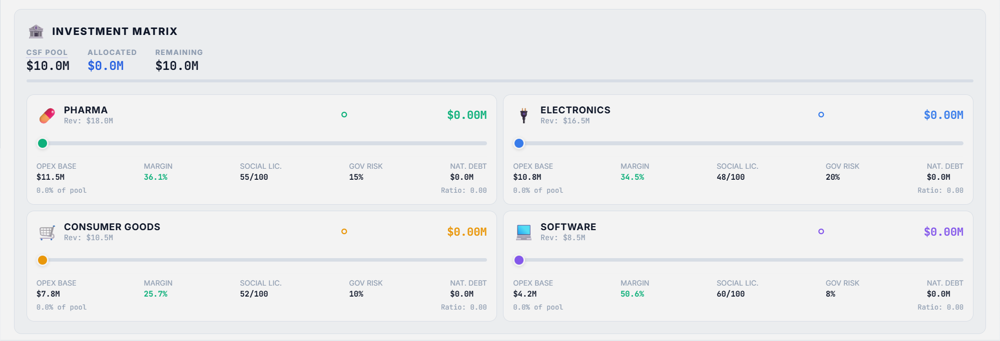 INVESTMENT MATRIX
CSF POOL ALLOCATED REMAINING
$10.0M $0.0M $10.0M
PHARMA
Rev: $18.0M
$0.00M
OPEX BASE MARGIN SOCIAL LIC. GOV RISK NAT. DEBT
$11.5M 36.1% 55/100 15% $0.0M
0.0% of pool Ratio: 0.00
ELECTRONICS
Rev: $16.5M
$0.00M
OPEX BASE MARGIN SOCIAL LIC. GOV RISK NAT. DEBT
$10.8M 34.5% 48/100 20% $0.0M
0.0% of pool Ratio: 0.00
CONSUMER GOODS
Rev: $10.5M
$0.00M
OPEX BASE MARGIN SOCIAL LIC. GOV RISK NAT. DEBT
$7.8M 25.7% 52/100 10% $0.0M
0.0% of pool Ratio: 0.00
SOFTWARE
Rev: $8.5M
$0.00M
OPEX BASE MARGIN SOCIAL LIC. GOV RISK NAT. DEBT
$4.2M 50.6% 60/100 8% $0.0M
0.0% of pool Ratio: 0.00